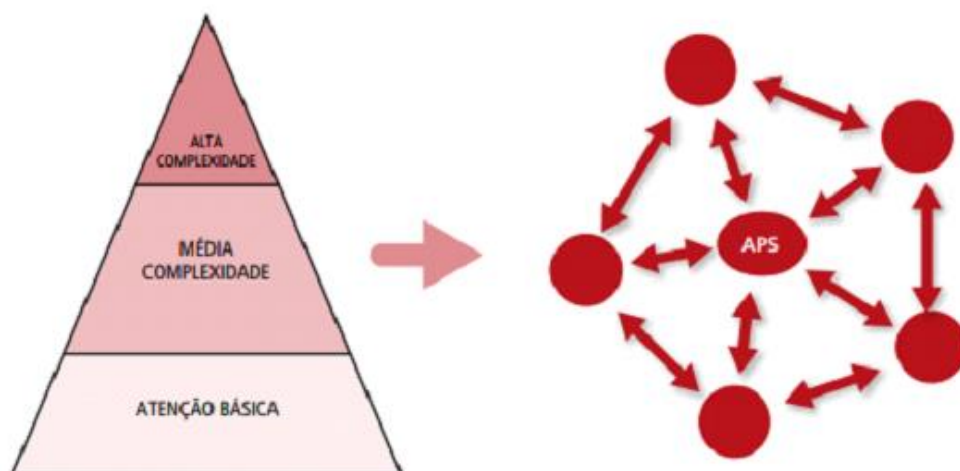 ALTA
COMPLEXIDADE
MÉDIA
COMPLEXIDADE
ATENÇÃO BÁSICA
APS